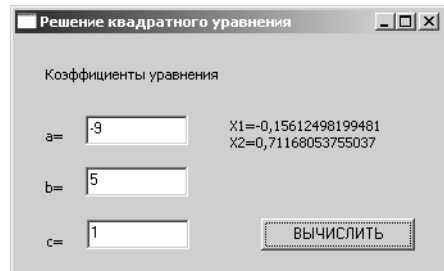 Решение квадратного уравнения
Коэффициенты уравнения
a= -9
X1=-0,15612498199481
X2=0,71168053755037
b= 5
c= 1
ВЫЧИСЛИТЬ